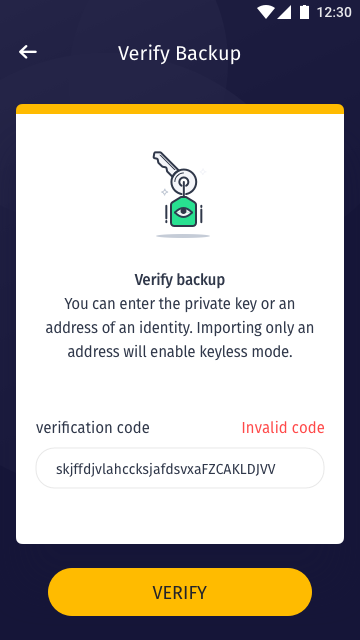 12:30
Verify Backup
Verify backup
You can enter the private key or an
address of an identity. Importing only an
address will enable keyless mode.
verification code Invalid code
skjffdjvlahccksjafdsvxaFZCAKLDJVV
VERIFY